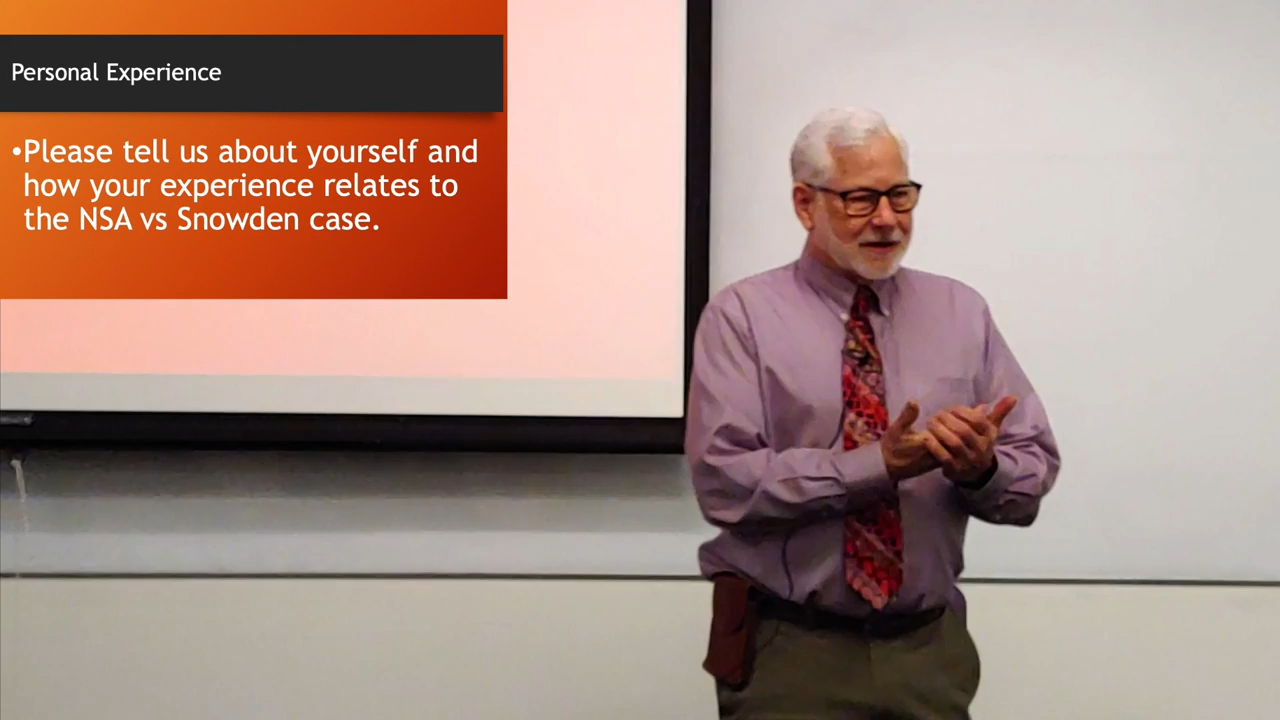 Personal Experience
•Please tell us about yourself and
how your experience relates to
the NSA vs Snowden case.